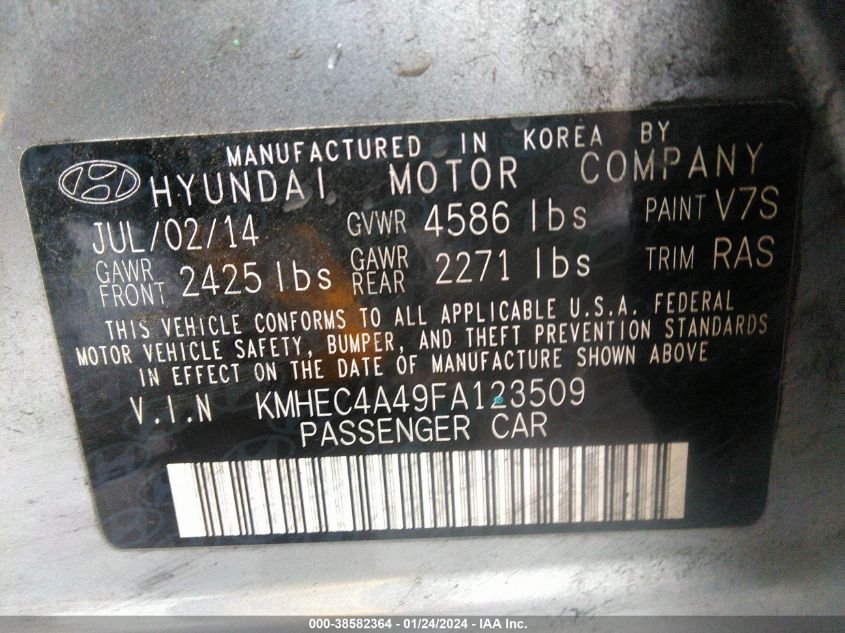 MANUFACTURED IN KOREA BY
HYUNDAI MOTOR COMPANY
JUL/02/14 GVWR 4586 lbs PAINT V7S
GAWR FRONT 2425 lbs GAWR REAR 2271 lbs TRIM RAS
THIS VEHICLE CONFORMS TO ALL APPLICABLE U.S.A. FEDERAL
MOTOR VEHICLE SAFETY, BUMPER, AND THEFT PREVENTION STANDARDS
IN EFFECT ON THE DATE OF MANUFACTURE SHOWN ABOVE
V.I.N KMHEC4A49FA123509
PASSENGER CAR
000-38582364 - 01/24/2024 - IAA Inc.